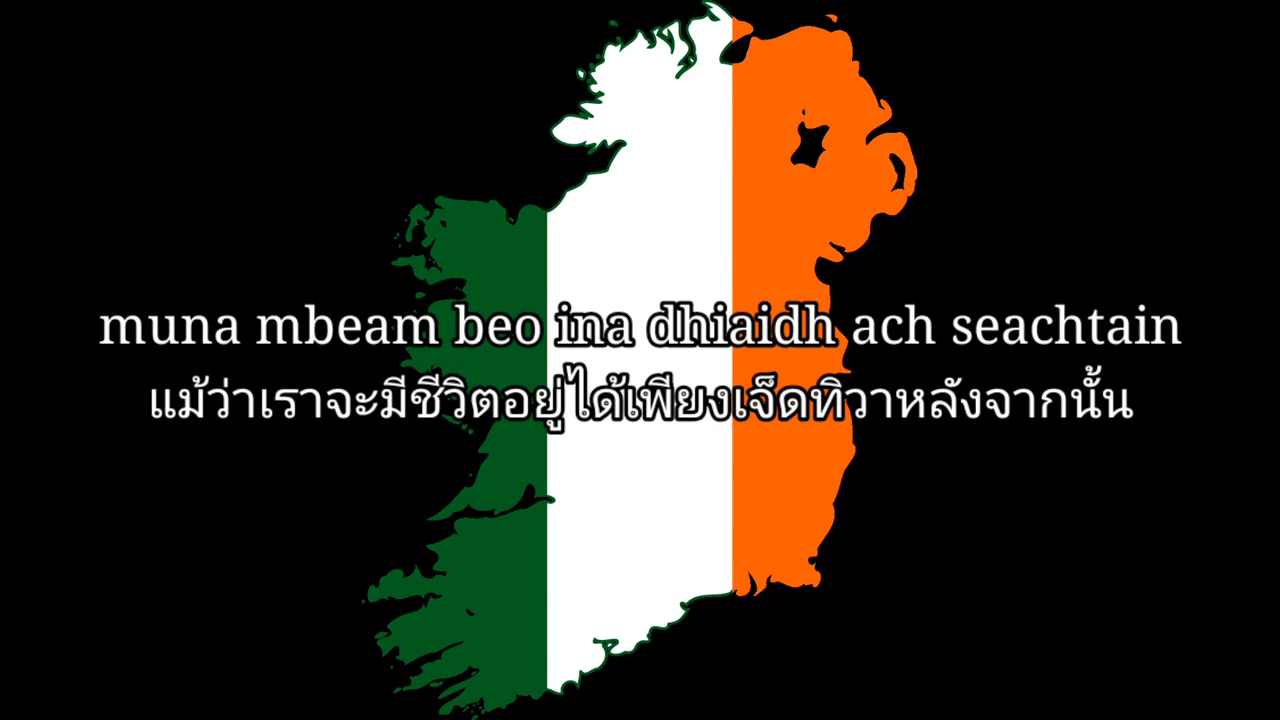 muna mbeam beo ina dhiaidh ach seachtain
แม้ว่าเราจะมีชีวิตอยู่ได้เพียงเจ็ดทิวาหลังจากนั้น